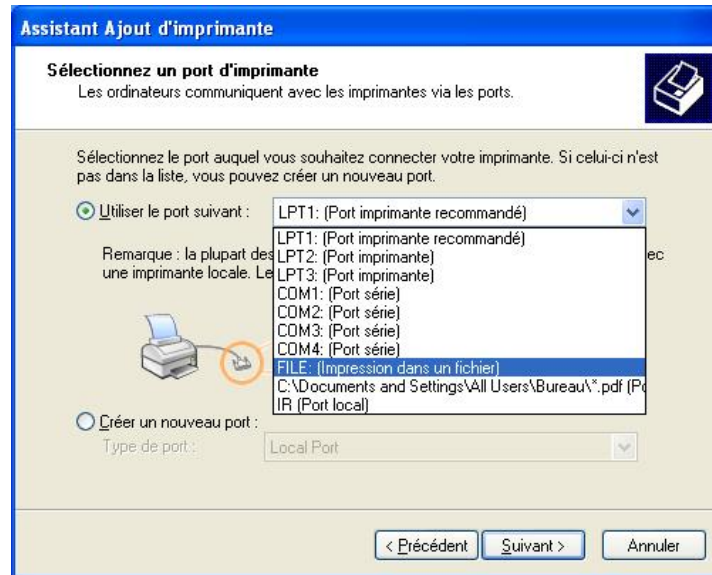 Assistant Ajout d'imprimante
Sélectionnez un port d'imprimante
Les ordinateurs communiquent avec les imprimantes via les ports.
Sélectionnez le port auquel vous souhaitez connecter votre imprimante. Si celui-ci n'est
pas dans la liste, vous pouvez créer un nouveau port.
Utiliser le port suivant :
LPT1: (Port imprimante recommandé)
Remarque : la plupart des
ec
une imprimante locale. Le
LPT1: (Port imprimante recommandé)
LPT2: (Port imprimante)
LPT3: (Port imprimante)
COM1: (Port série)
COM2: (Port série)
COM3: (Port série)
COM4: (Port série)
FILE: (Impression dans un fichier)
C:\Documents and Settings\All Users\Bureau\*.pdf (Po
IR (Port local)
Créer un nouveau port :
Type de port :
Local Port
< Précédent
Suivant >
Annuler